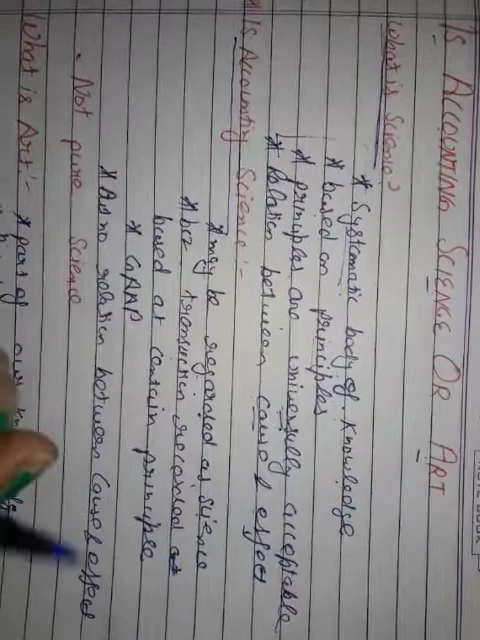 IS ACCOUNTING SCIENCE OR ART
What is Science?
* Systematic body of knowledge
* based on principles
* principles are universally acceptable
* Relation between cause & effect
Is Accounting Science :-
* may be regarded as science
* bcz transaction recorded
based at certain principle
* GAAP
* no relation between Cause & effect
• Not pure Science
What is Art :- * part of our